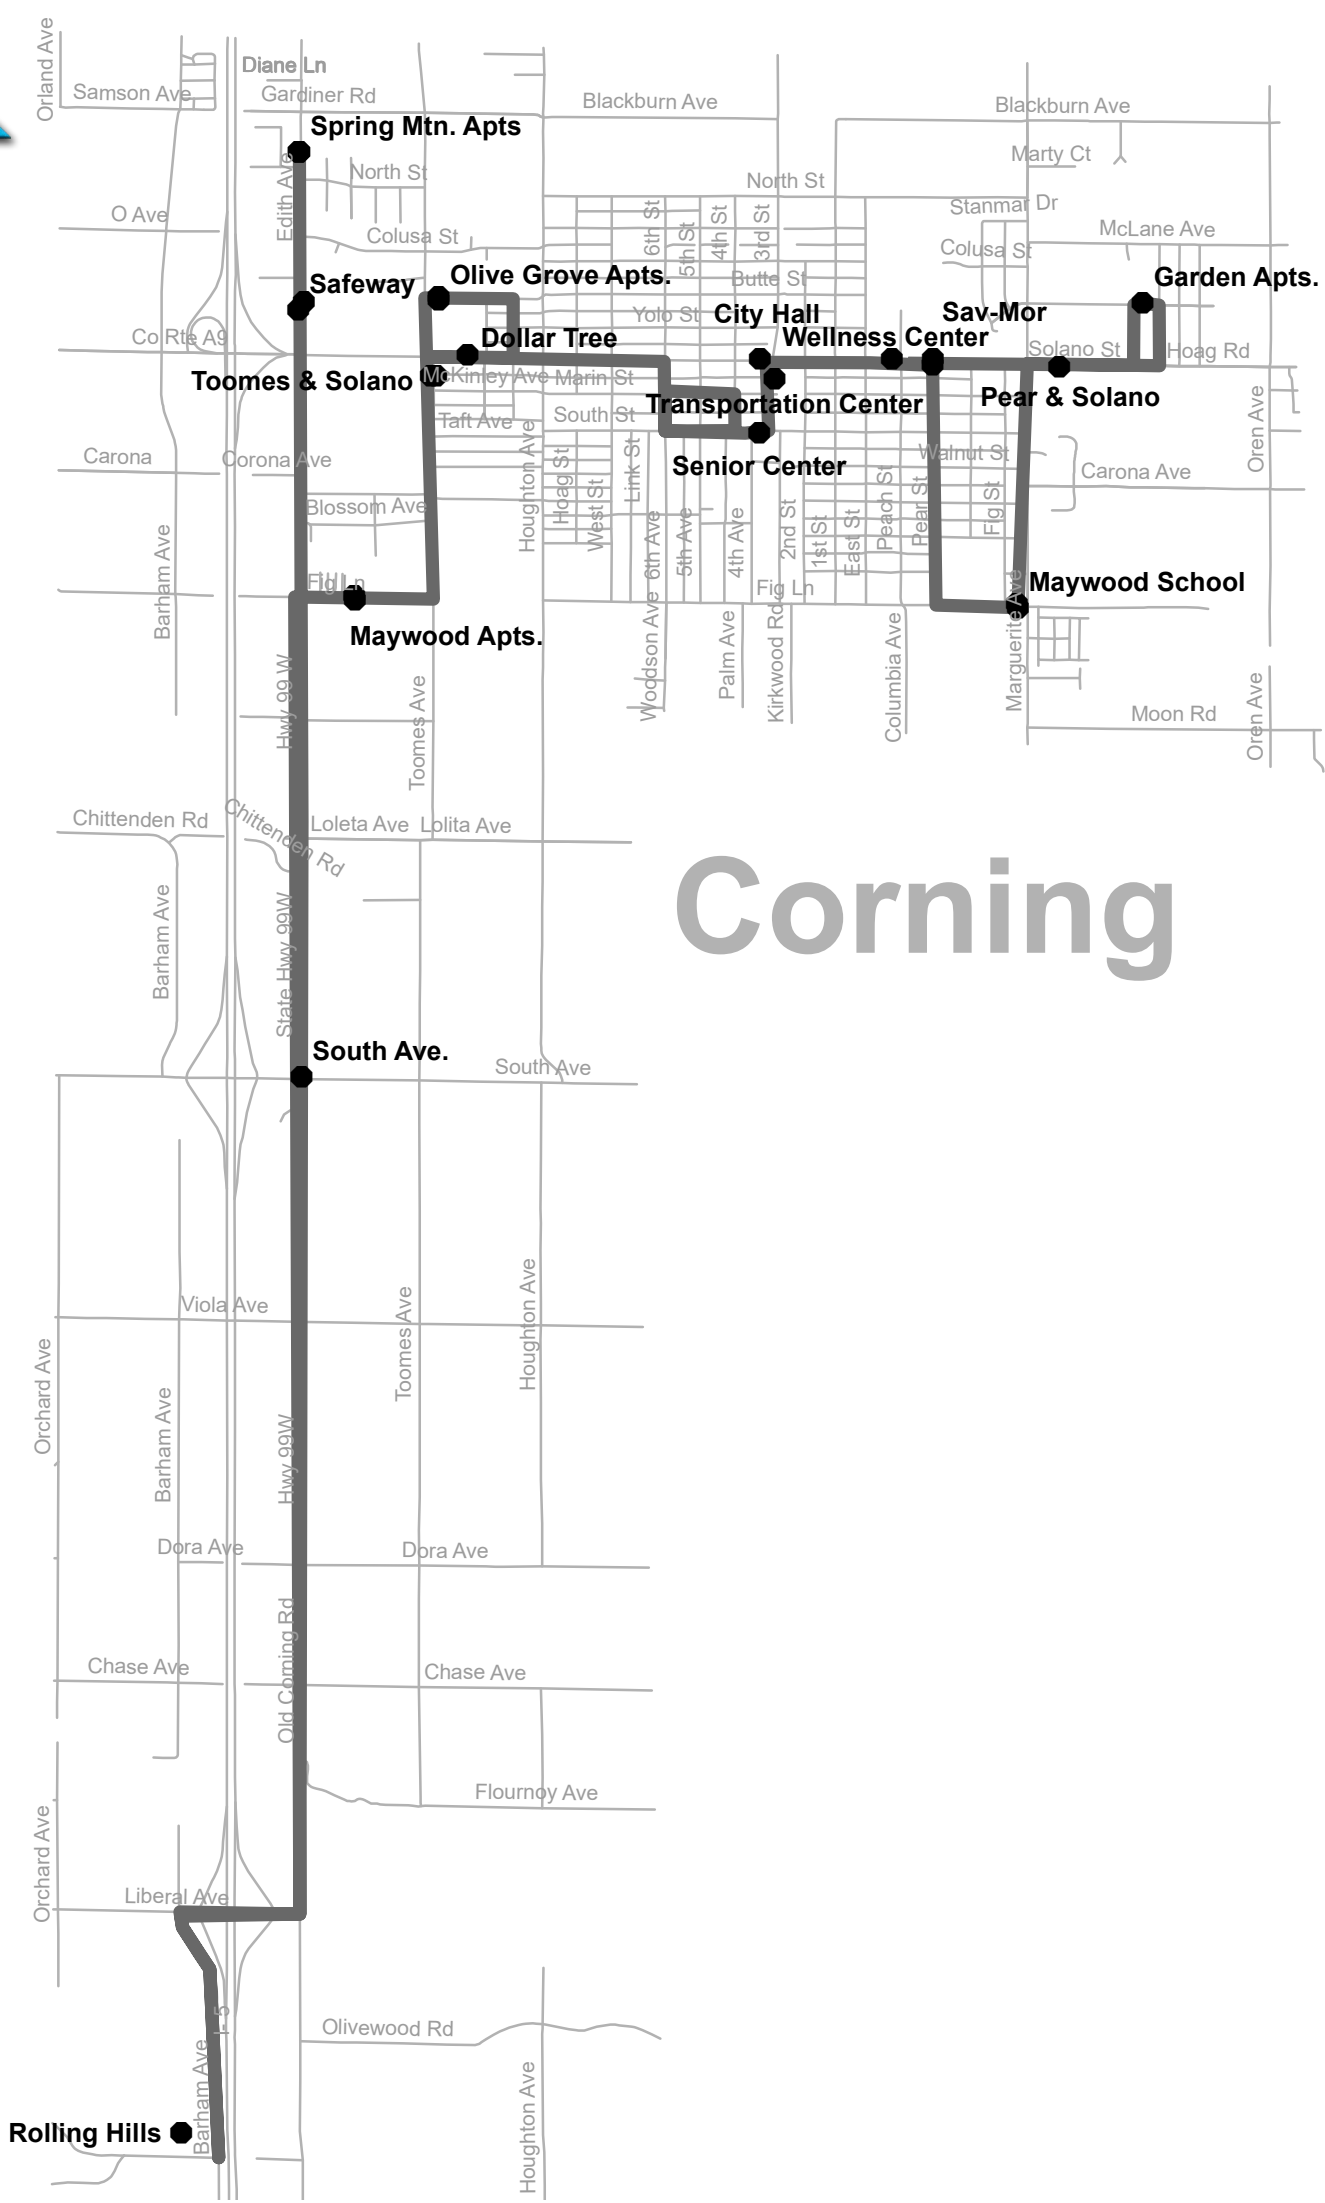 Orland Ave
Diane Ln
Samson Ave
Gardiner Rd
Blackburn Ave
Blackburn Ave
Spring Mtn. Apts
Marty Ct
North St
North St
Edith Ave
O Ave
Colusa St
6th St
5th St
4th St
3rd St
Stanmar Dr
Colusa St
McLane Ave
Safeway
Olive Grove Apts.
Butte St
Garden Apts.
Yolo St
City Hall
Sav-Mor
Co Rte A9
Dollar Tree
Wellness Center
Solano St
Hoag Rd
Toomes & Solano
McKinley Ave
Marin St
Transportation Center
Pear & Solano
Taft Ave
South St
Oren Ave
Carona
Corona Ave
Houghton Ave
Hoag St
West St
Link St
Senior Center
Walnut St
Carona Ave
Blossom Ave
Barham Ave
6th Ave
5th Ave
4th Ave
2nd St
1st St
East St
Peach St
Pear St
Fig St
Fig Ln
Fig Ln
Maywood School
Maywood Apts.
Hwy 99 W
Toomes Ave
Woodson Ave
Palm Ave
Kirkwood Rd
Columbia Ave
Marguerite Ave
Moon Rd
Oren Ave
Chittenden Rd
Chittenden Rd
Loleta Ave
Lolita Ave
Corning
Barham Ave
State Hwy 99W
South Ave.
South Ave
Viola Ave
Orchard Ave
Barham Ave
Hwy 99W
Toomes Ave
Houghton Ave
Dora Ave
Dora Ave
Old Corning Rd
Chase Ave
Chase Ave
Flournoy Ave
Orchard Ave
Liberal Ave
I- 5
Olivewood Rd
Barham Ave
Houghton Ave
Rolling Hills